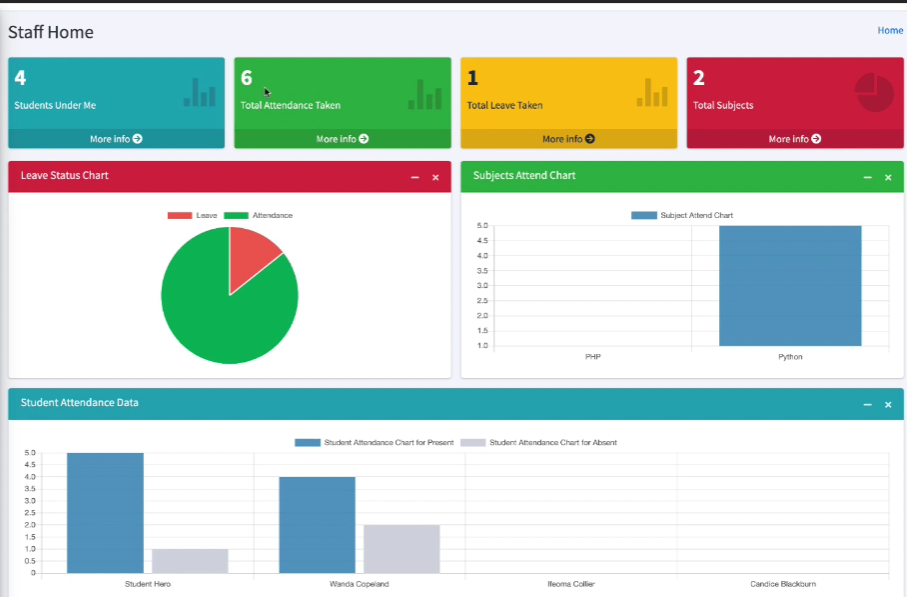 Staff Home
Home
4
Students Under Me
More info
6
Total Attendance Taken
More info
1
Total Leave Taken
More info
2
Total Subjects
More info
Leave Status Chart
Leave Attendance
Subjects Attend Chart
Subject Attend Chart
5.0
4.5
4.0
3.5
3.0
2.5
2.0
1.5
1.0
PHP Python
Student Attendance Data
Student Attendance Chart for Present Student Attendance Chart for Absent
5.0
4.5
4.0
3.5
3.0
2.5
2.0
1.5
1.0
0.5
0
Student Hero Wanda Copeland Ifeoma Collier Candice Blackburn